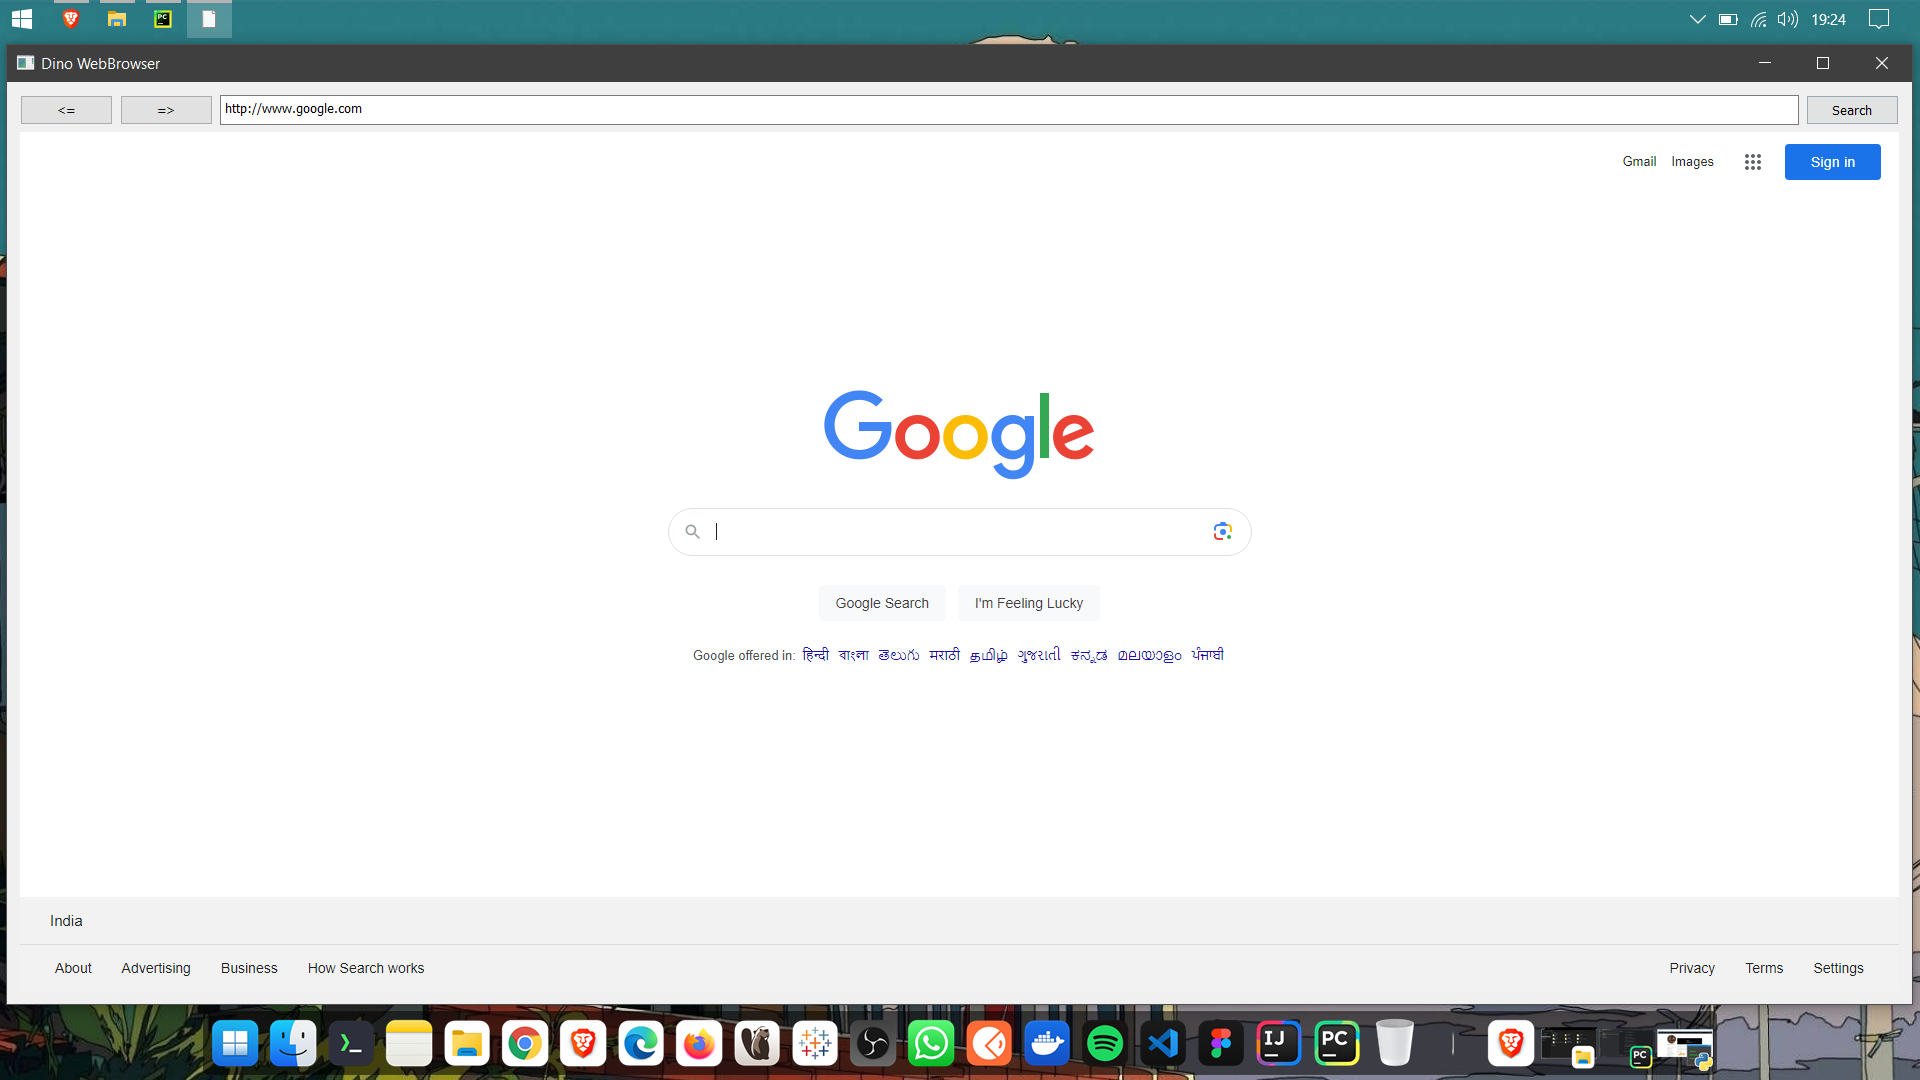 19:24
Dino WebBrowser
<= => http://www.google.com Search
Gmail Images Sign in
Google
Google Search I'm Feeling Lucky
Google offered in: हिन्दी বাংলা తెలుగు मराठी தமிழ் ગુજરાતી ಕನ್ನಡ മലയാളം ਪੰਜਾਬੀ
India
About Advertising Business How Search works Privacy Terms Settings
IJ PC PC